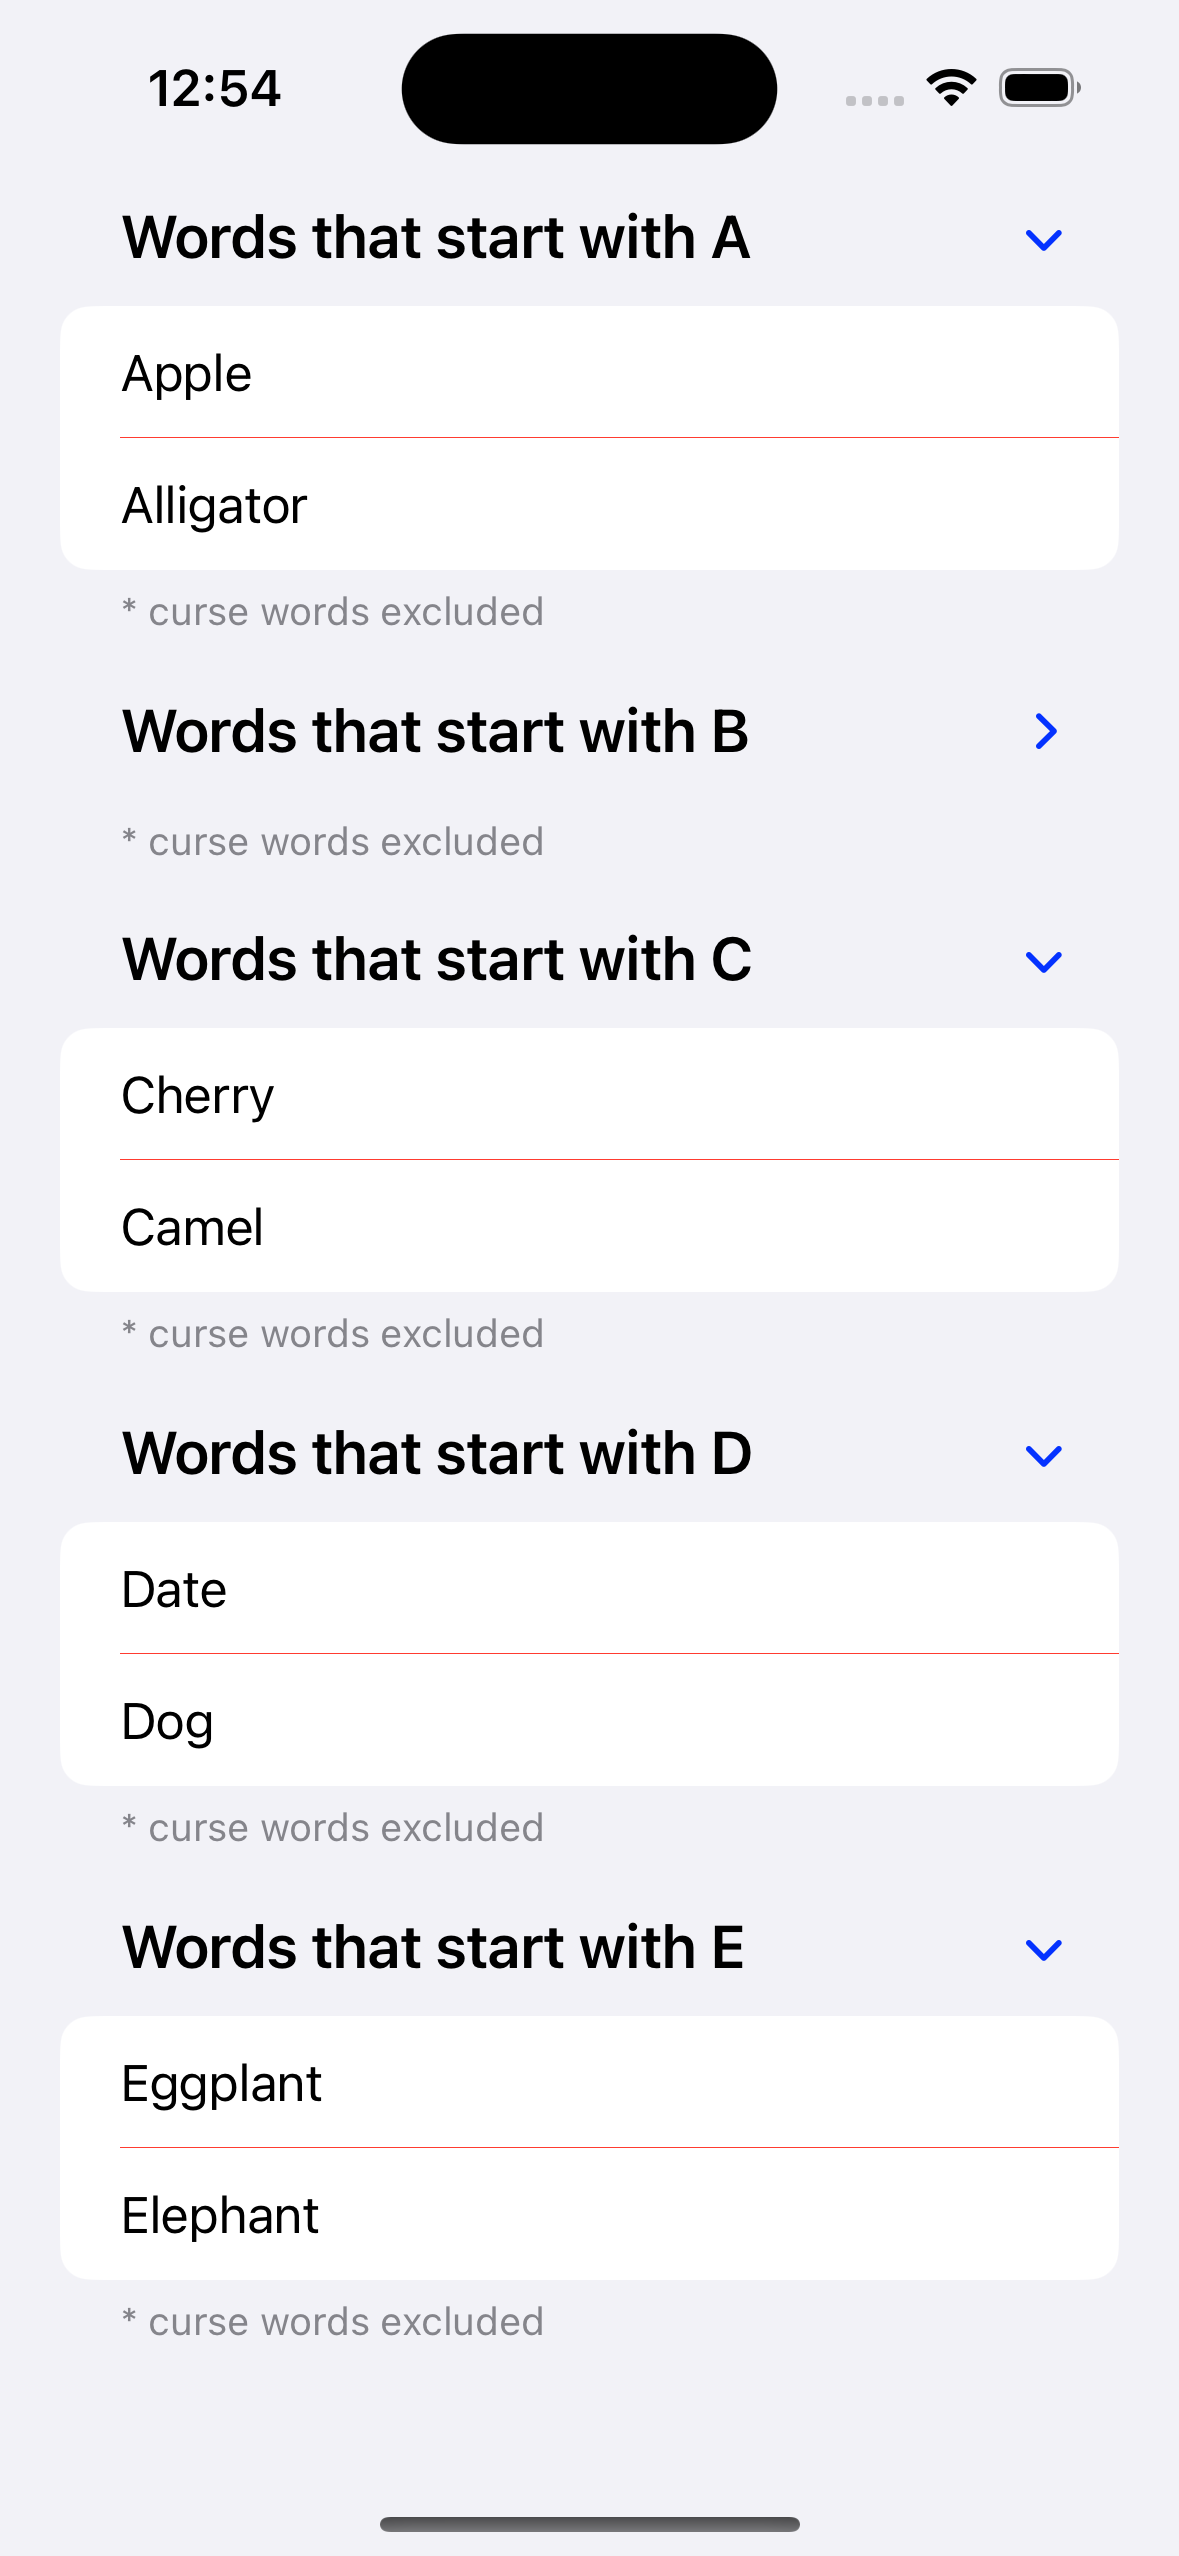 12:54
Words that start with A
Apple
Alligator
* curse words excluded
Words that start with B
* curse words excluded
Words that start with C
Cherry
Camel
* curse words excluded
Words that start with D
Date
Dog
* curse words excluded
Words that start with E
Eggplant
Elephant
* curse words excluded